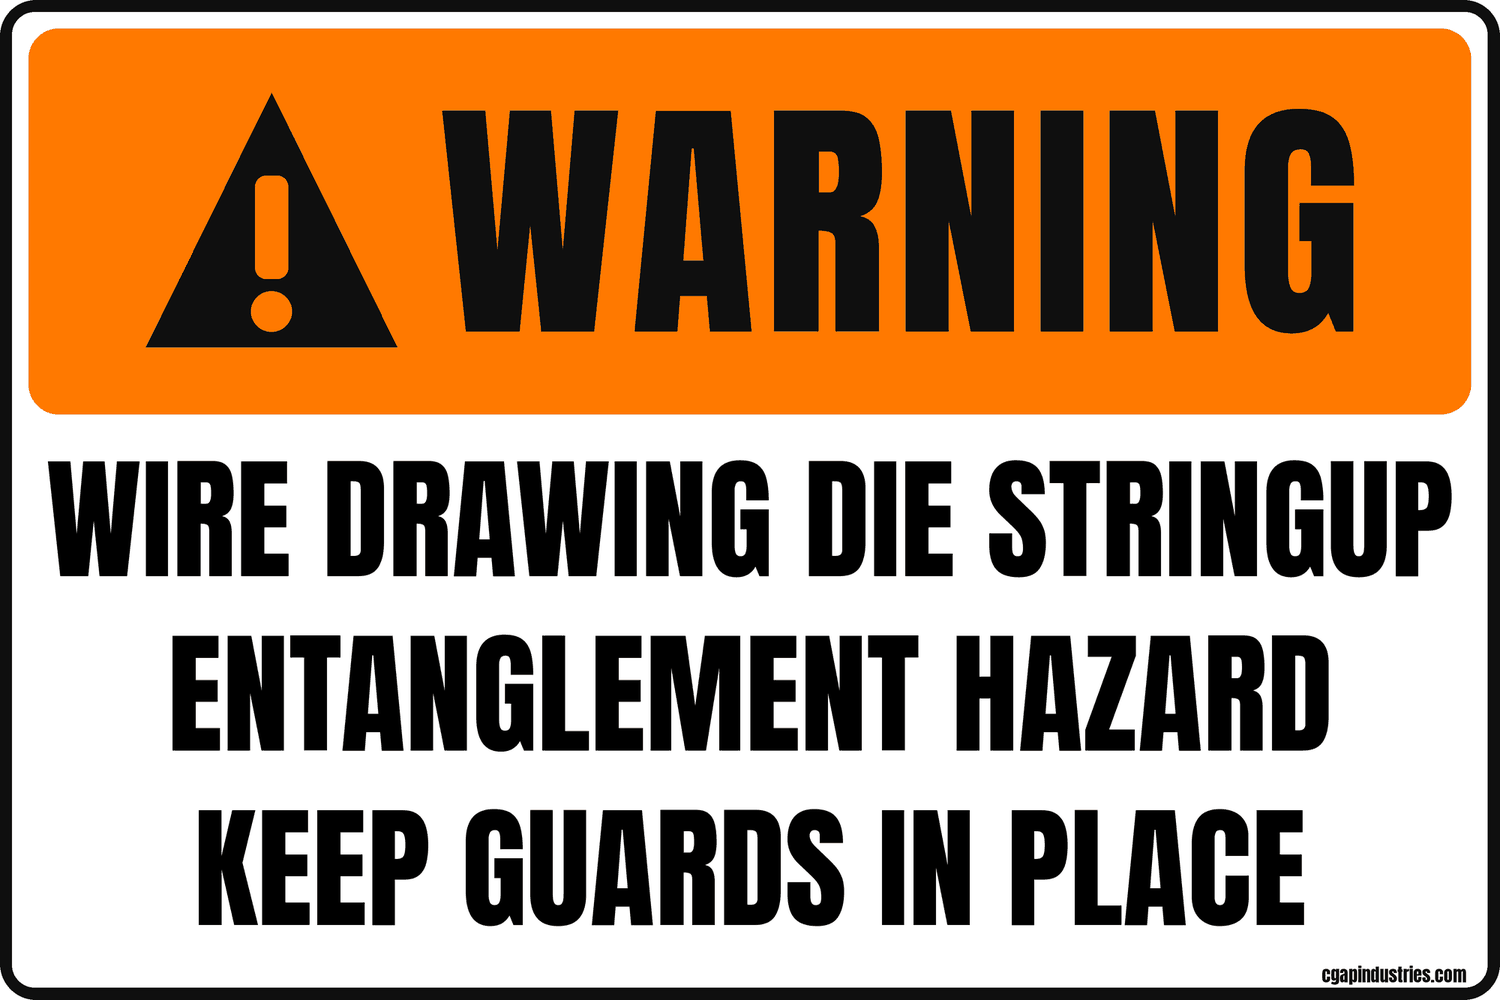 WARNING
WIRE DRAWING DIE STRINGUP
ENTANGLEMENT HAZARD
KEEP GUARDS IN PLACE
cgapindustries.com